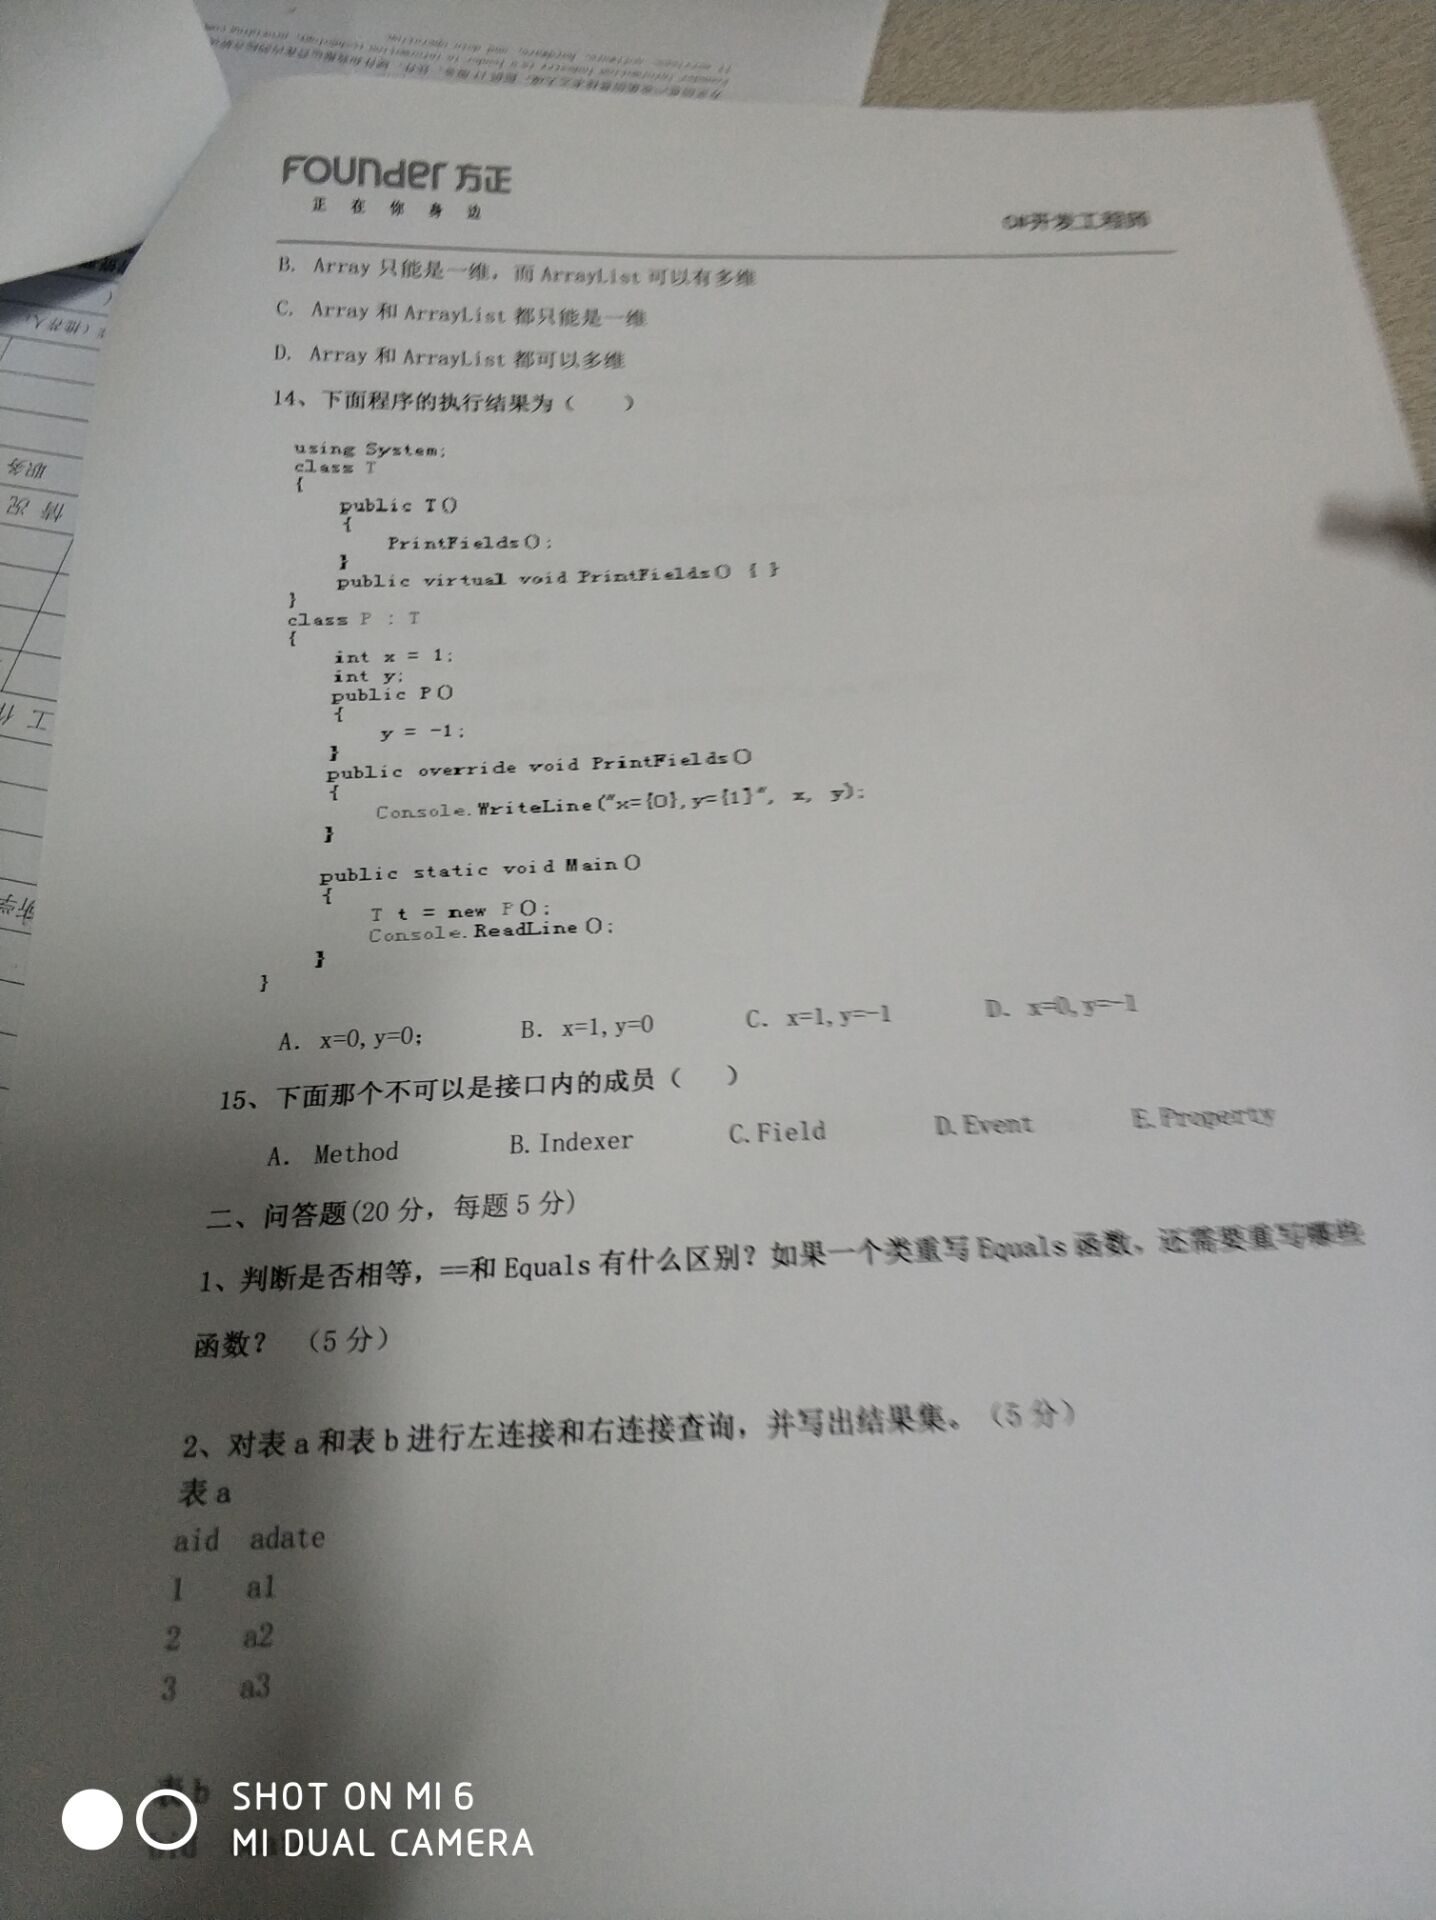 Founder 方正
正在你身边
C#开发工程师
B. Array 只能是一维，而 ArrayList 可以有多维
C. Array 和 ArrayList 都只能是一维
D. Array 和 ArrayList 都可以多维
14、下面程序的执行结果为（ ）
using System;
class T
{
public T()
{
PrintFields();
}
public virtual void PrintFields() { }
}
class P : T
{
int x = 1;
int y;
public P()
{
y = -1;
}
public override void PrintFields()
{
Console.WriteLine("x={0},y={1}", x, y);
}
public static void Main()
{
T t = new P();
Console.ReadLine();
}
}
A. x=0,y=0; B. x=1,y=0 C. x=1,y=-1 D. x=0,y=-1
15、下面那个不可以是接口内的成员（ ）
A. Method B.Indexer C.Field D.Event E.Property
二、问答题(20 分，每题 5 分)
1、判断是否相等，==和 Equals 有什么区别？如果一个类重写 Equals 函数，还需要重写哪些
函数？ （5 分）
2、对表 a 和表 b 进行左连接和右连接查询，并写出结果集。（5 分）
表 a
aid adate
1 a1
2 a2
3 a3
表 b
SHOT ON MI 6
MI DUAL CAMERA
职务
情况
工作